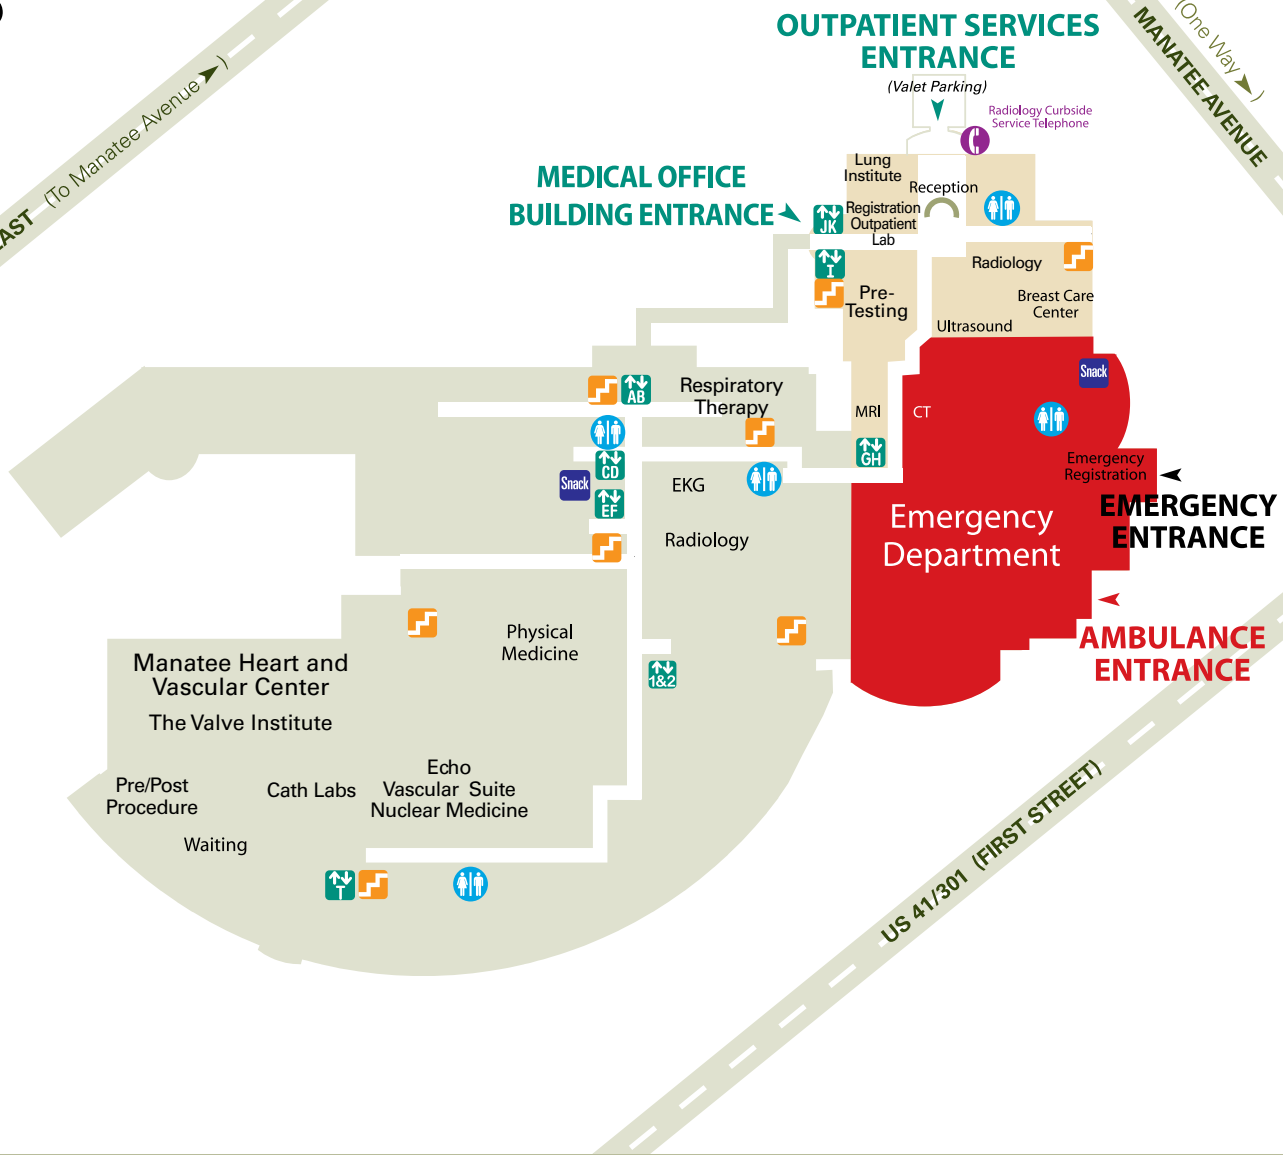 OUTPATIENT SERVICES
ENTRANCE
(Valet Parking)
Radiology Curbside
Service Telephone
(One Way )
MANATEE AVENUE
(To Manatee Avenue )
MEDICAL OFFICE
BUILDING ENTRANCE
Lung
Institute
Reception
Registration
Outpatient
Lab
JK
I
Radiology
Pre-
Testing
Breast Care
Center
Ultrasound
Snack
Respiratory
Therapy
AB
MRI
CT
GH
CD
Snack
EF
EKG
Radiology
Emergency
Registration
EMERGENCY
ENTRANCE
Emergency
Department
AMBULANCE
ENTRANCE
Physical
Medicine
1&2
Manatee Heart and
Vascular Center
The Valve Institute
Pre/Post
Procedure
Cath Labs
Echo
Vascular Suite
Nuclear Medicine
Waiting
T
US 41/301 (FIRST STREET)